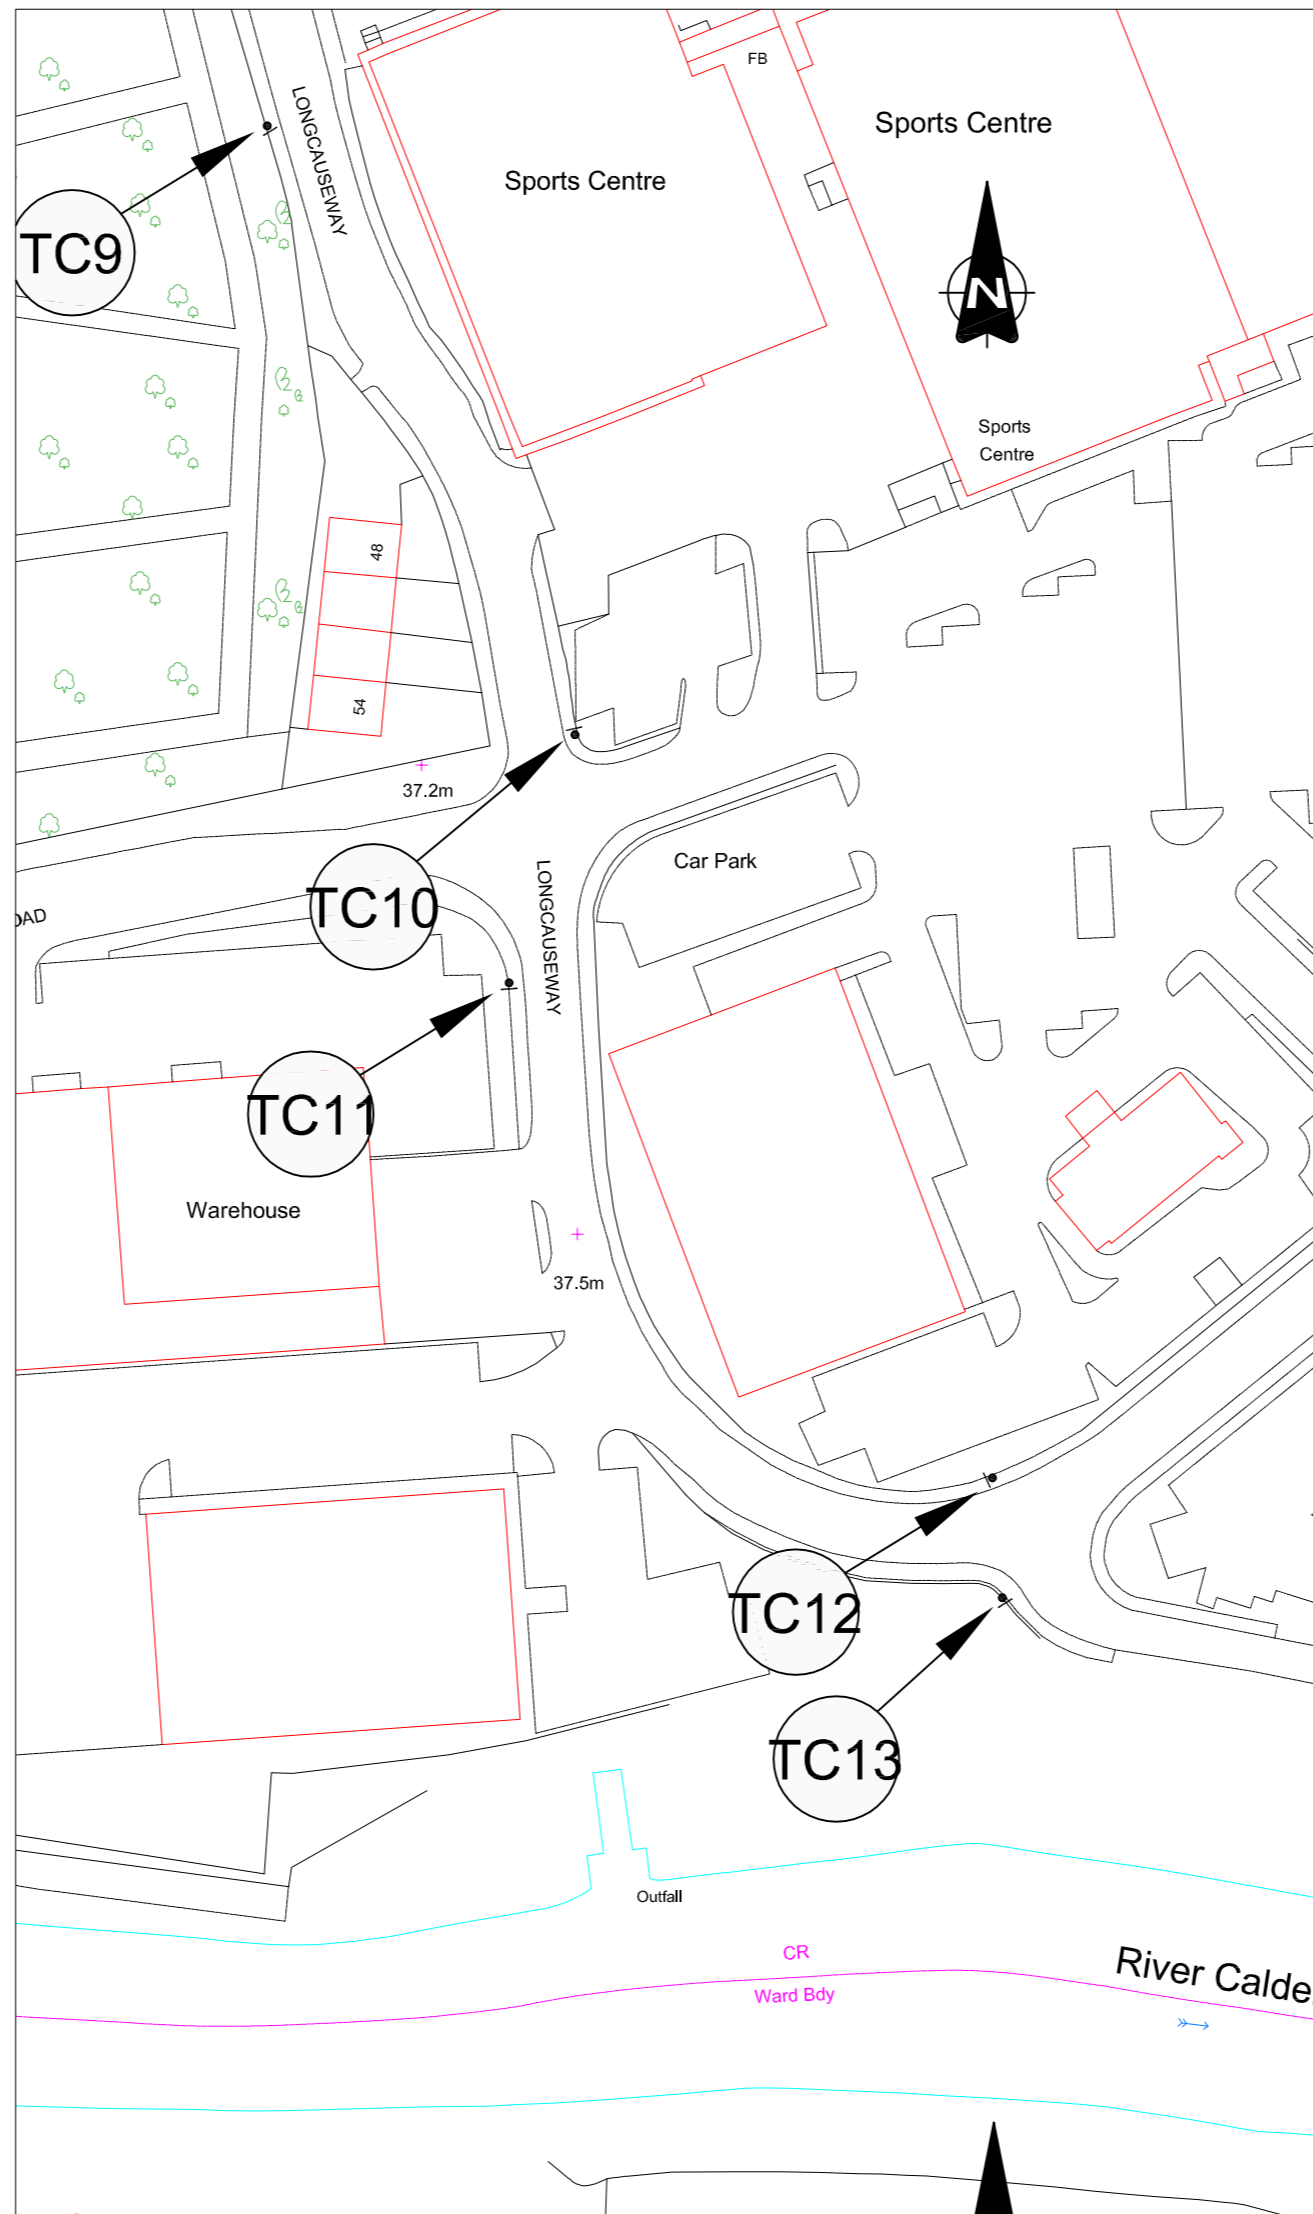 FB
Sports Centre
LONGCAUSEWAY
Sports Centre
TC9
N
Sports
Centre
48
54
37.2m
Car Park
TC10
LONGCAUSEWAY
OAD
TC11
Warehouse
37.5m
TC12
TC13
Outfall
CR
Ward Bdy
River Calde